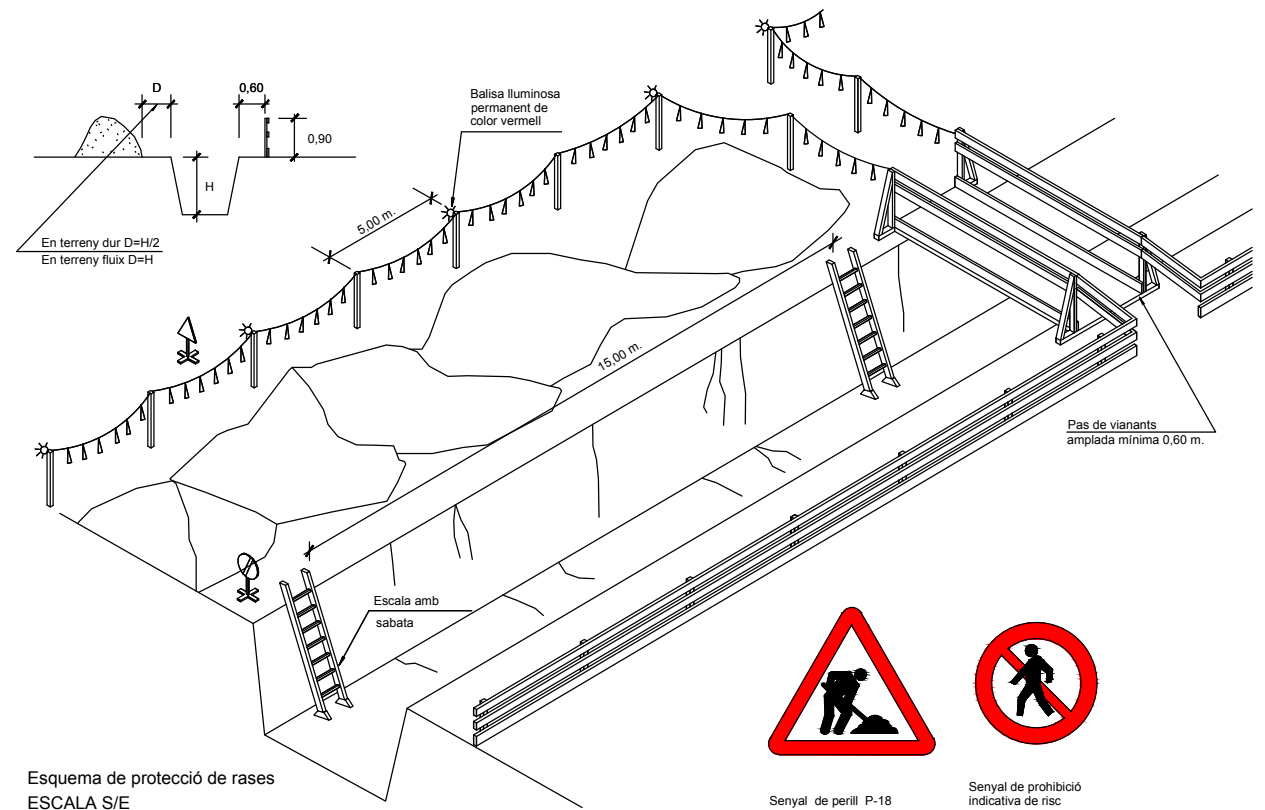 D
0,60
0,90
H
En terreny dur D=H/2
En terreny fluix D=H
Balisa lluminosa
permanent de
color vermell
5,00 m.
15,00 m.
Pas de vianants
amplada mínima 0,60 m.
Escala amb
sabata
Esquema de protecció de rases
ESCALA S/E
Senyal de perill P-18
Senyal de prohibició
indicativa de risc